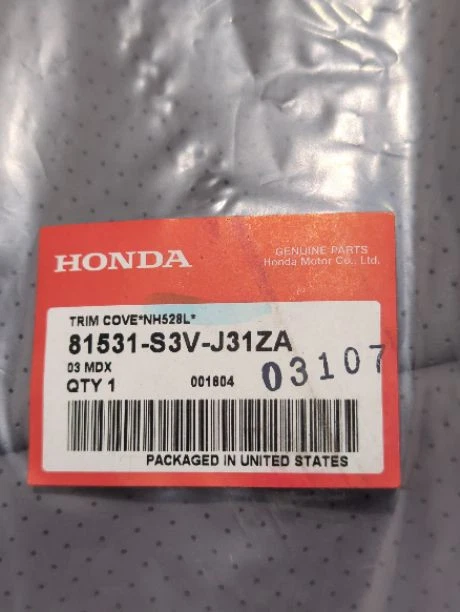 HONDA
GENUINE PARTS
Honda Motor Co., Ltd.
TRIM COVE*NH528L*
81531-S3V-J31ZA
03 MDX
QTY 1
001804
03107
PACKAGED IN UNITED STATES